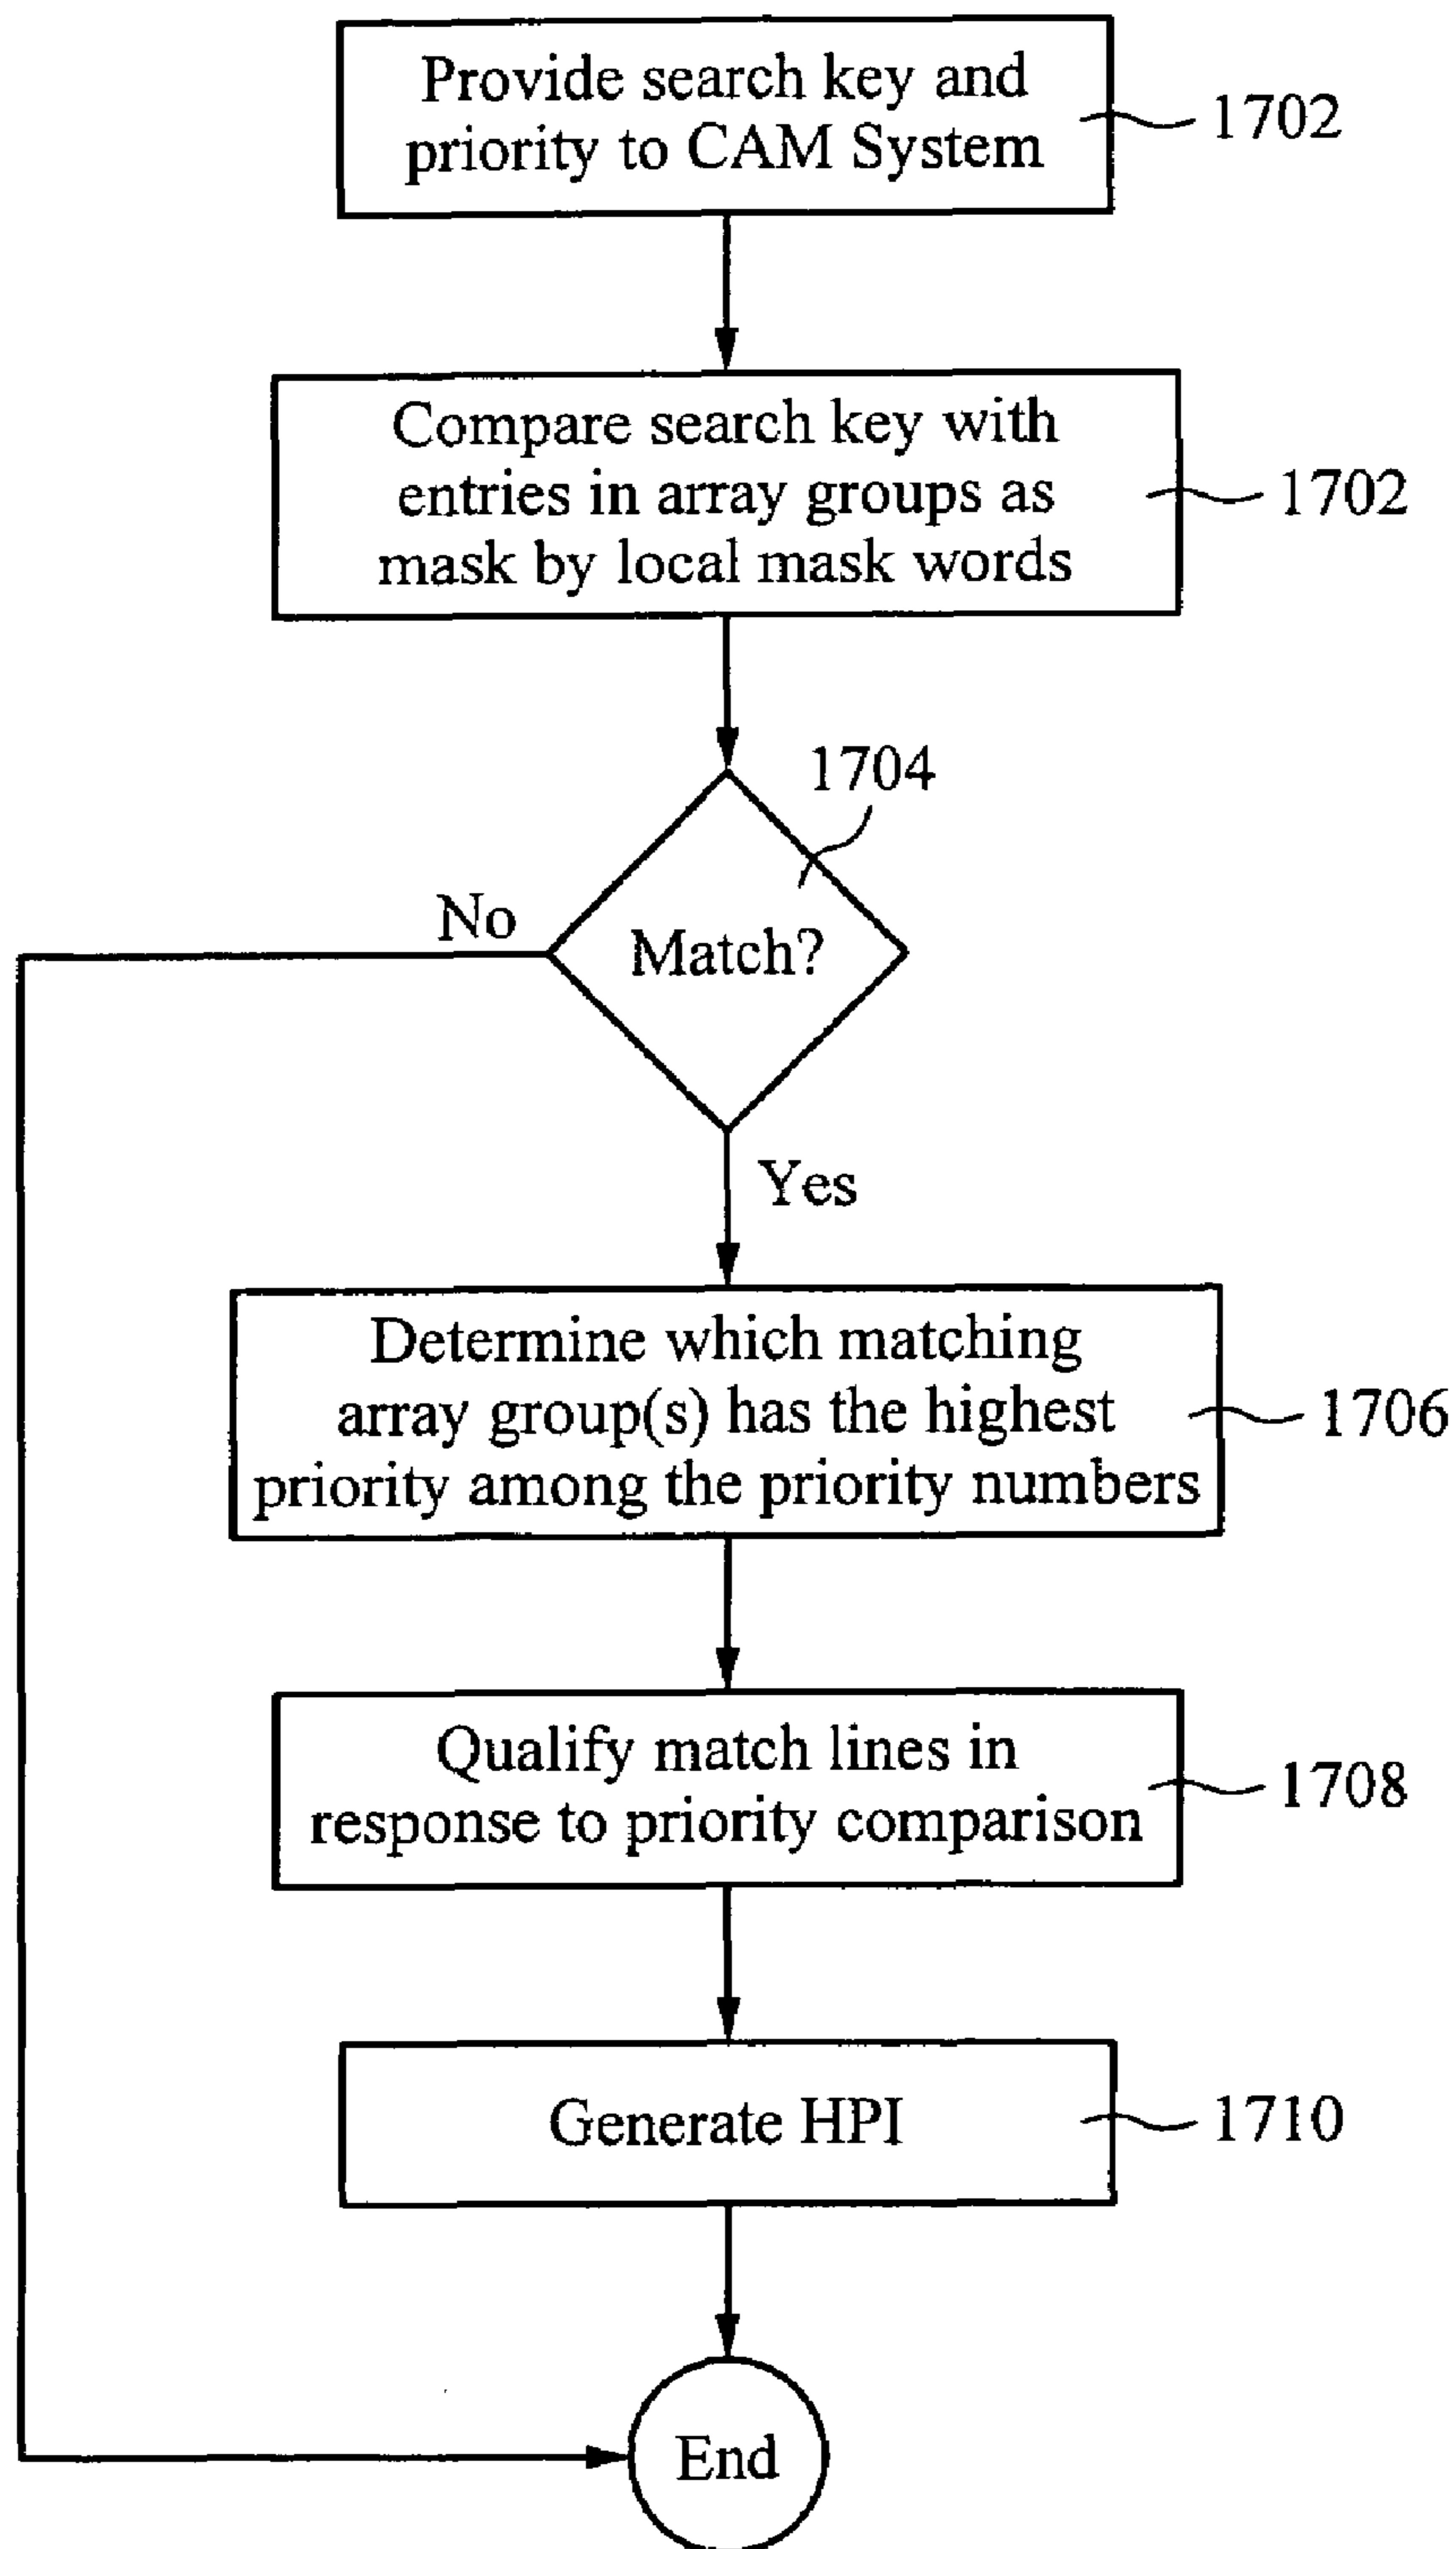 Provide search key and
priority to CAM System
1702
Compare search key with
entries in array groups as
mask by local mask words
1702
1704
Match?
No
Yes
Determine which matching
array group(s) has the highest
priority among the priority numbers
1706
Qualify match lines in
response to priority comparison
1708
Generate HPI
1710
End